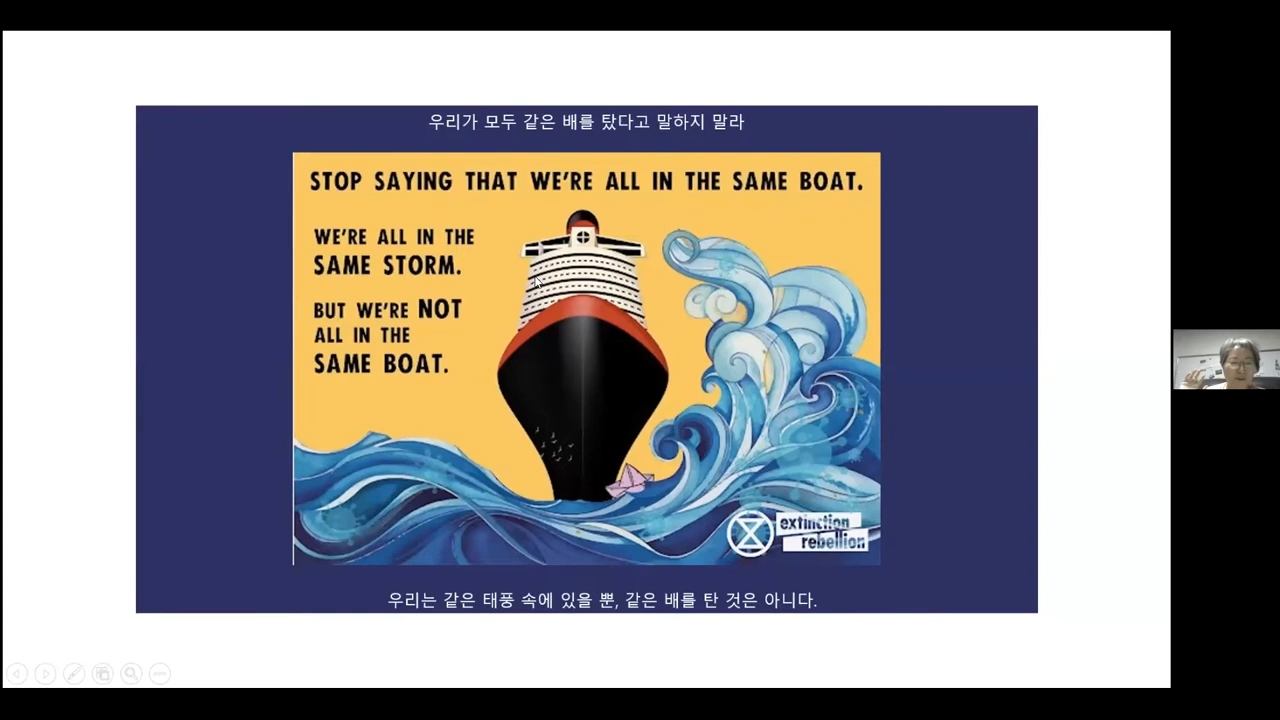 우리가 모두 같은 배를 탔다고 말하지 말라
STOP SAYING THAT WE'RE ALL IN THE SAME BOAT.
WE'RE ALL IN THE
SAME STORM.
BUT WE'RE NOT
ALL IN THE
SAME BOAT.
extinction
rebellion
우리는 같은 태풍 속에 있을 뿐, 같은 배를 탄 것은 아니다.